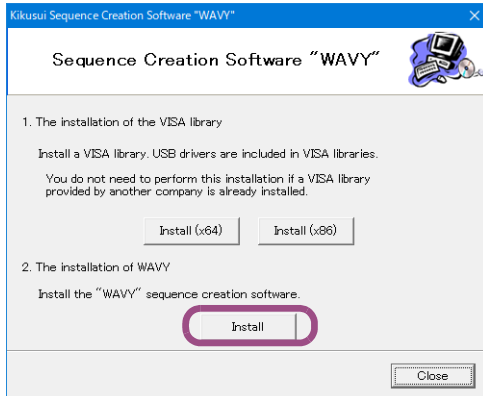 Kikusui Sequence Creation Software "WAVY"
Sequence Creation Software "WAVY"
1. The installation of the VISA library
Install a VISA library. USB drivers are included in VISA libraries.
You do not need to perform this installation if a VISA library
provided by another company is already installed.
Install (x64)
Install (x86)
2. The installation of WAVY
Install the "WAVY" sequence creation software.
Install
Close